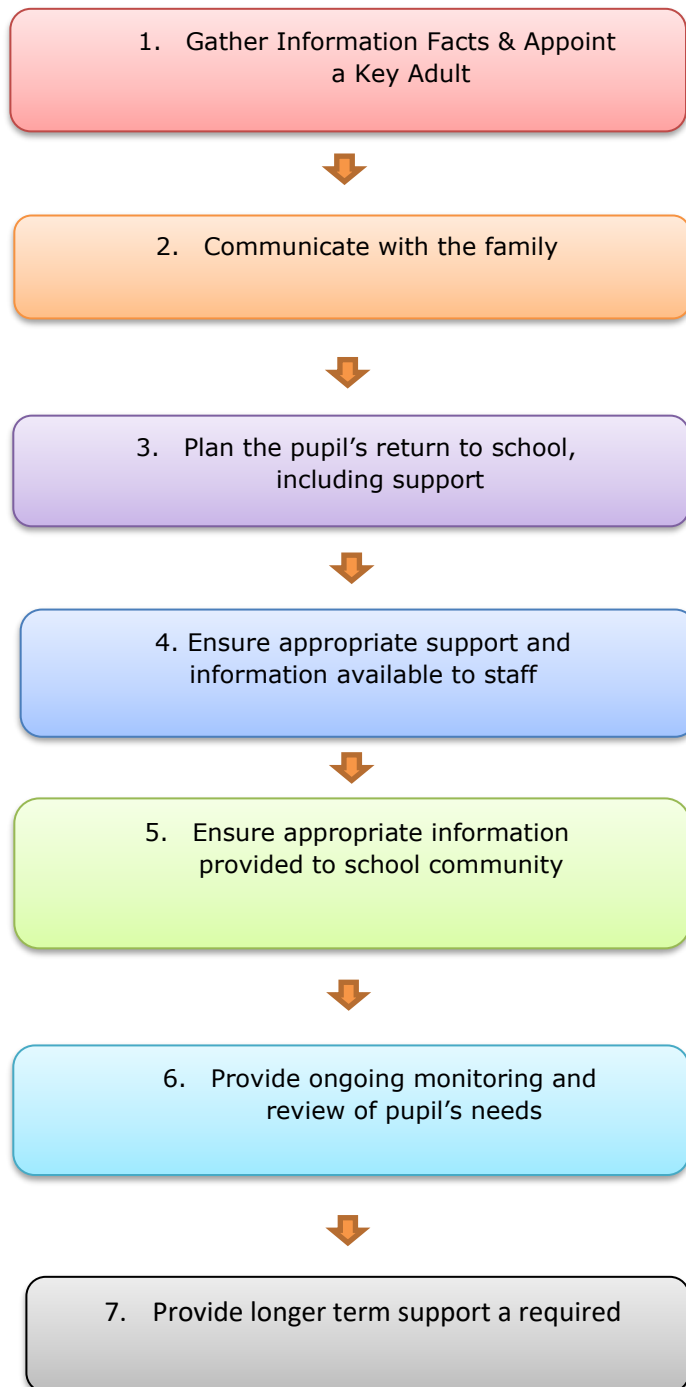 1. Gather Information Facts & Appoint
a Key Adult
2. Communicate with the family
3. Plan the pupil’s return to school,
including support
4. Ensure appropriate support and
information available to staff
5. Ensure appropriate information
provided to school community
6. Provide ongoing monitoring and
review of pupil’s needs
7. Provide longer term support a required